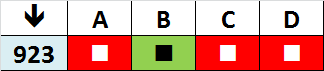 🡻 A B C D
923 □ ■ □ □